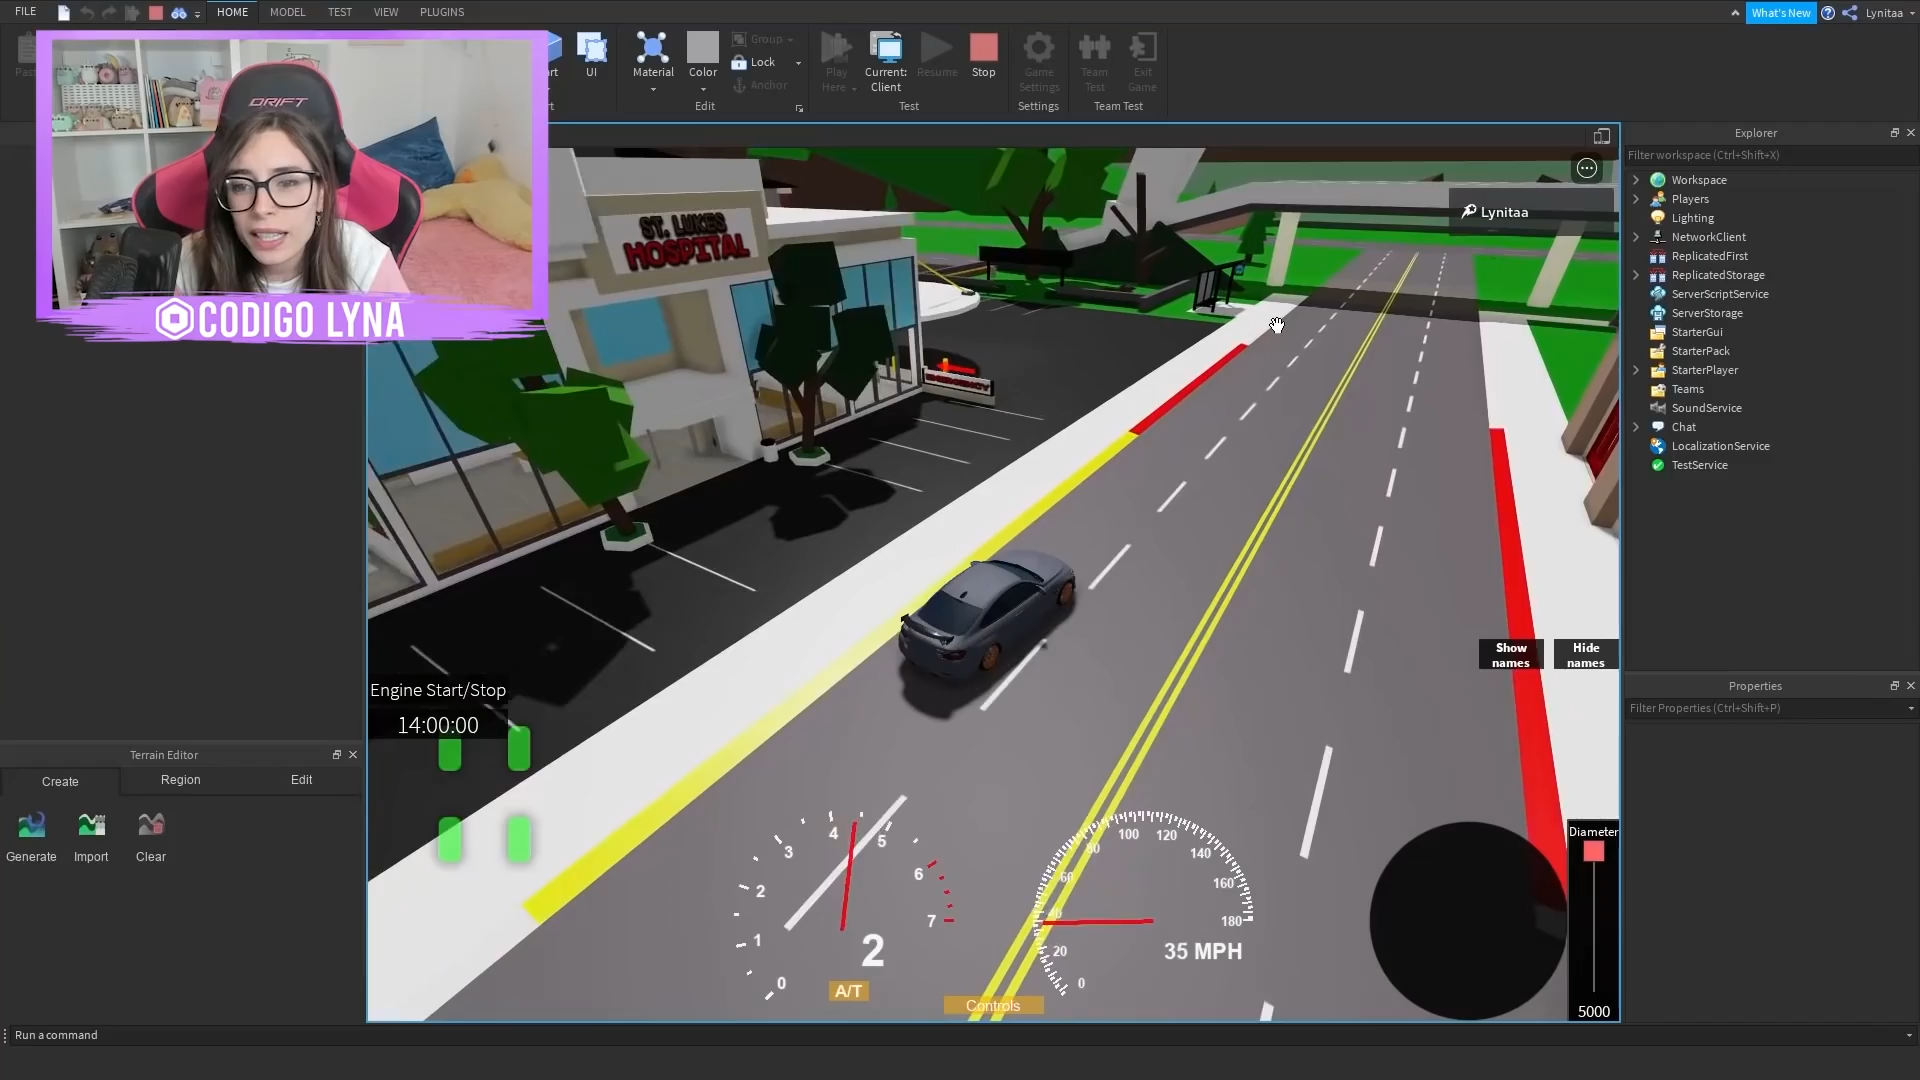 FILE
HOME
MODEL
TEST
VIEW
PLUGINS
What's New
Lynitaa
UI
Material
Color
Group
Lock
Anchor
Edit
Play Here
Current: Client
Resume
Stop
Test
Game Settings
Settings
Team Test
Exit Game
Team Test
DRIFT
CODIGO LYNA
ST. LUKES
HOSPITAL
EMERGENCY
Lynitaa
Show names
Hide names
Engine Start/Stop
14:00:00
0
1
2
3
4
5
6
7
2
A/T
0
20
40
60
80
100
120
140
160
180
35 MPH
Controls
Diameter
5000
Explorer
Filter workspace (Ctrl+Shift+X)
Workspace
Players
Lighting
NetworkClient
ReplicatedFirst
ReplicatedStorage
ServerScriptService
ServerStorage
StarterGui
StarterPack
StarterPlayer
Teams
SoundService
Chat
LocalizationService
TestService
Properties
Filter Properties (Ctrl+Shift+P)
Terrain Editor
Create
Region
Edit
Generate
Import
Clear
Run a command